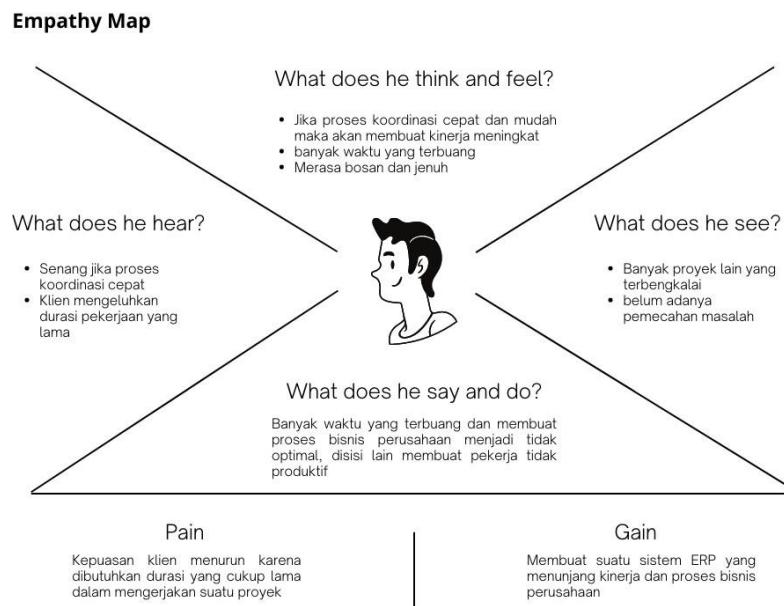 Empathy Map
What does he think and feel?
• Jika proses koordinasi cepat dan mudah
maka akan membuat kinerja meningkat
• banyak waktu yang terbuang
• Merasa bosan dan jenuh
What does he hear?
• Senang jika proses
koordinasi cepat
• Klien mengeluhkan
durasi pekerjaan yang
lama
What does he see?
• Banyak proyek lain yang
terbengkalai
• belum adanya
pemecahan masalah
What does he say and do?
Banyak waktu yang terbuang dan membuat
proses bisnis perusahaan menjadi tidak
optimal, disisi lain membuat pekerja tidak
produktif
Pain
Kepuasan klien menurun karena
dibutuhkan durasi yang cukup lama
dalam mengerjakan suatu proyek
Gain
Membuat suatu sistem ERP yang
menunjang kinerja dan proses bisnis
perusahaan